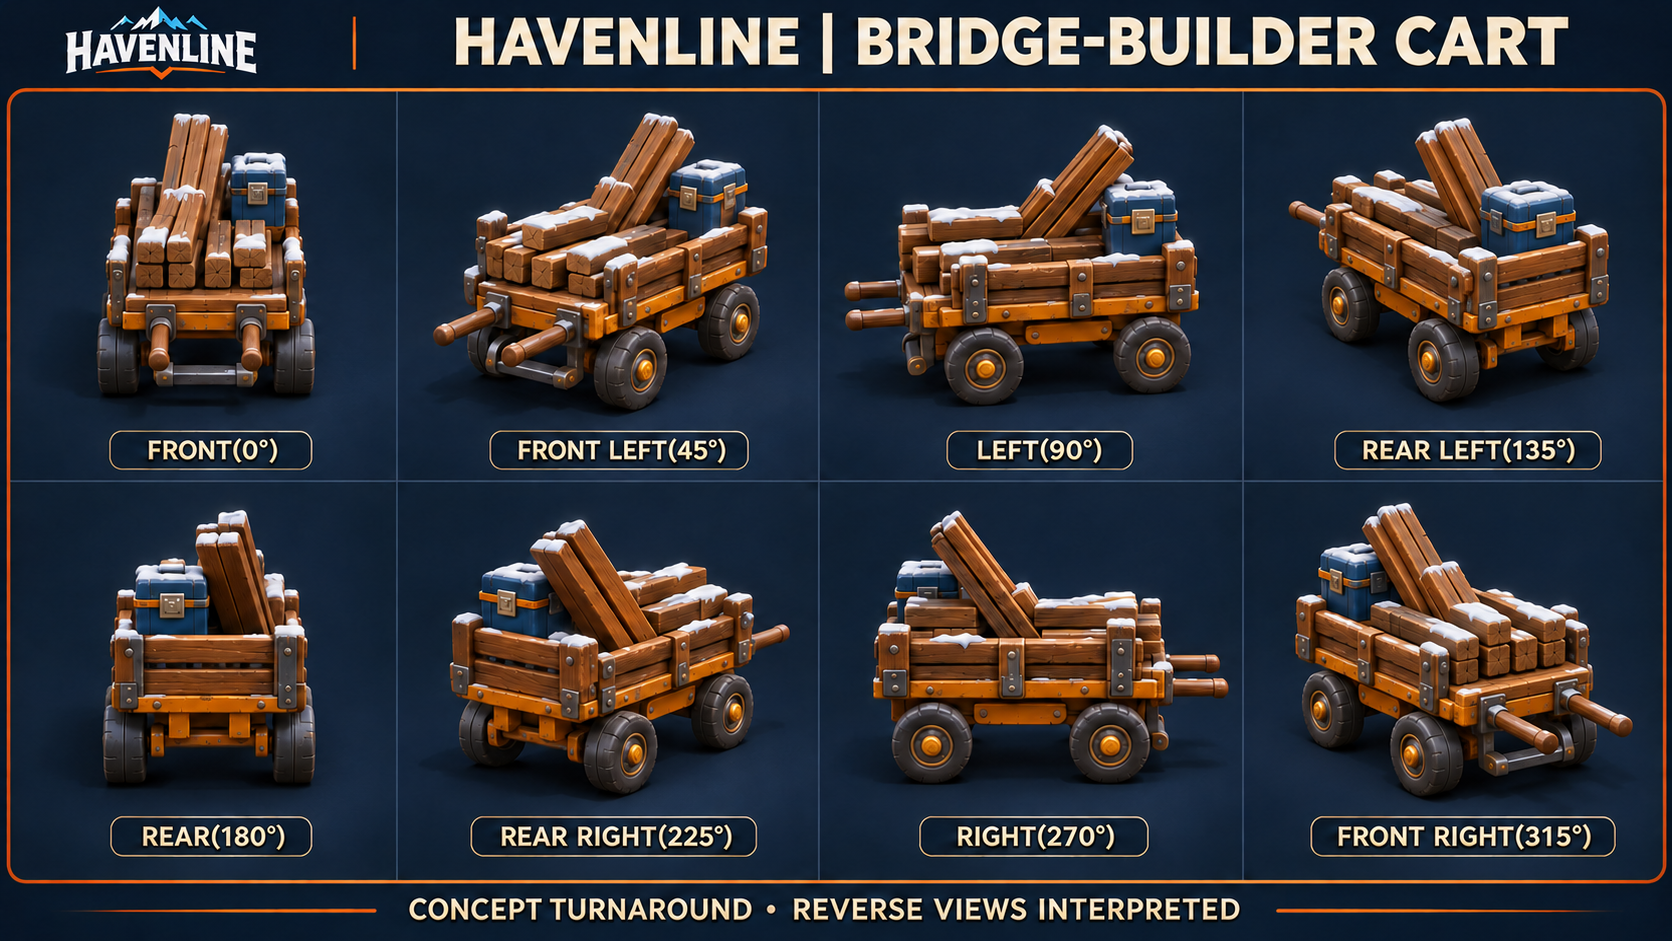 HAVENLINE
HAVENLINE | BRIDGE-BUILDER CART
FRONT(0°)
FRONT LEFT(45°)
LEFT(90°)
REAR LEFT(135°)
REAR(180°)
REAR RIGHT(225°)
RIGHT(270°)
FRONT RIGHT(315°)
CONCEPT TURNAROUND • REVERSE VIEWS INTERPRETED